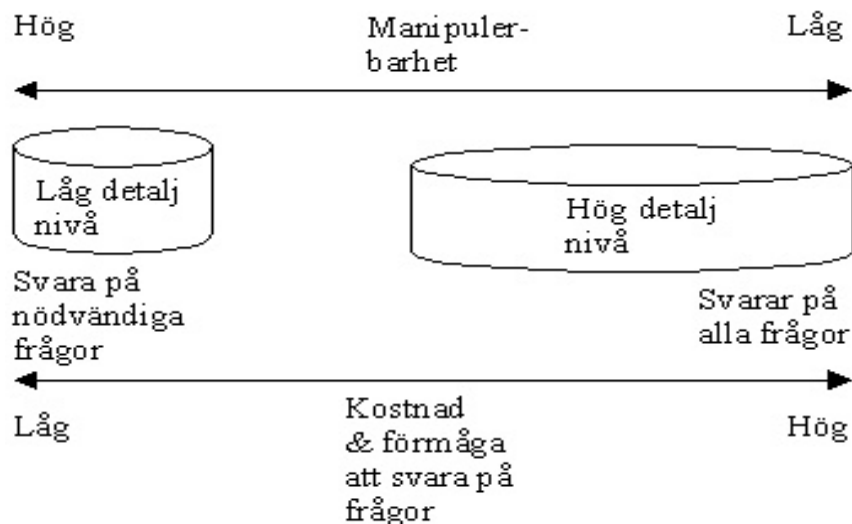 Hög
Manipuler-
barhet
Låg
Låg detalj
nivå
Hög detalj
nivå
Svara på
nödvändiga
frågor
Svarar på
alla frågor
Låg
Kostnad
& förmåga
att svara på
frågor
Hög